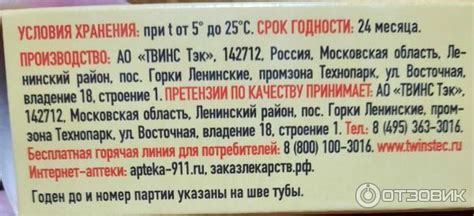 УСЛОВИЯ ХРАНЕНИЯ: при t от 5° до 25°С. СРОК ГОДНОСТИ: 24 месяца.
ПРОИЗВОДСТВО: АО «ТВИНС Тэк», 142712, Россия, Московская область, Ле-
нинский район, пос. Горки Ленинские, промзона Технопарк, ул. Восточная,
владение 18, строение 1. ПРЕТЕНЗИИ ПО КАЧЕСТВУ ПРИНИМАЕТ: АО «ТВИНС Тэк»,
142712, Московская область, Ленинский район, пос. Горки Ленинские, пром-
зона Технопарк, ул. Восточная, владение 18, строение 1. Тел.: 8 (495) 363-3016.
Бесплатная горячая линия для потребителей: 8 (800) 100-3016. www.twinstec.ru
Интернет-аптеки: apteka-911.ru, заказлекарств.рф.
Годен до и номер партии указаны на шве тубы.
ОТЗОВИК